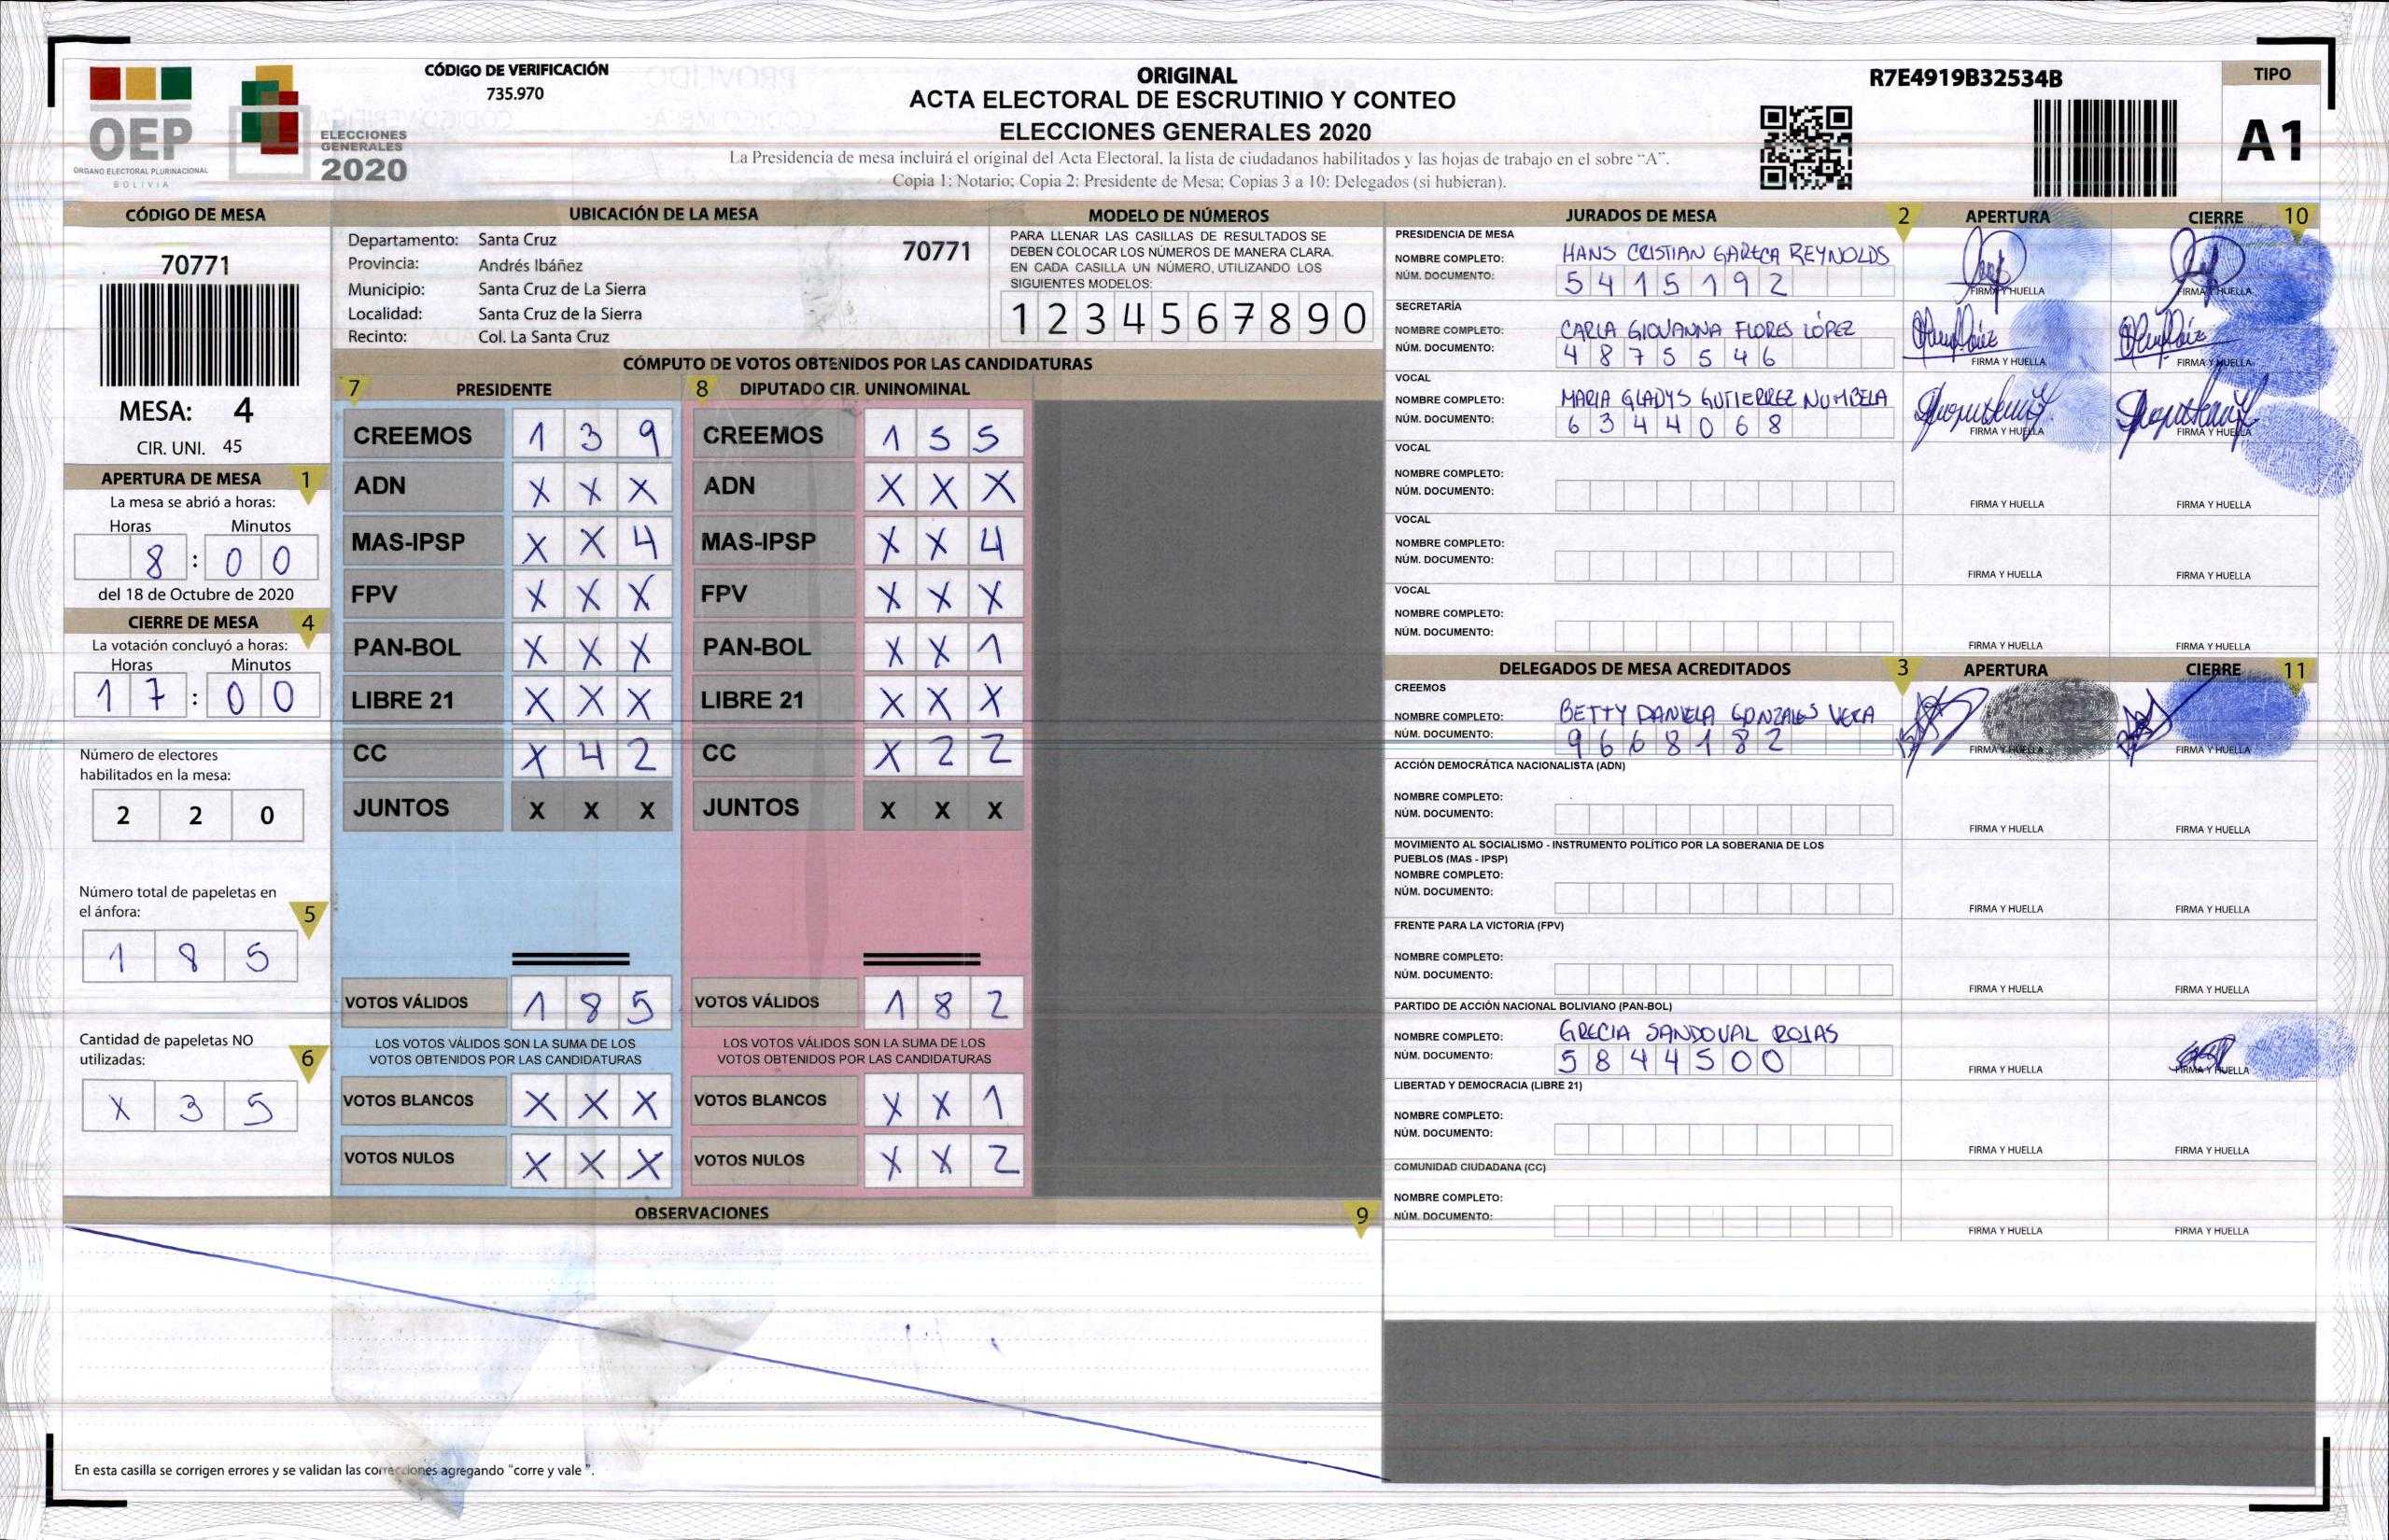 CÓDIGO DE VERIFICACIÓN
735.970
OEP
ÓRGANO ELECTORAL PLURINACIONAL
BOLIVIA
ELECCIONES
GENERALES
2020
ORIGINAL
ACTA ELECTORAL DE ESCRUTINIO Y CONTEO
ELECCIONES GENERALES 2020
La Presidencia de mesa incluirá el original del Acta Electoral, la lista de ciudadanos habilitados y las hojas de trabajo en el sobre "A".
Copia 1: Notario; Copia 2: Presidente de Mesa; Copias 3 a 10: Delegados (si hubieran).
R7E4919B32534B
TIPO
A1
CÓDIGO DE MESA
70771
MESA: 4
CIR. UNI. 45
APERTURA DE MESA 1
La mesa se abrió a horas:
Horas Minutos
8 : 0 0
del 18 de Octubre de 2020
CIERRE DE MESA 4
La votación concluyó a horas:
Horas Minutos
1 7 : 0 0
Número de electores
habilitados en la mesa:
2 2 0
Número total de papeletas en
el ánfora:
5
1 8 5
Cantidad de papeletas NO
utilizadas:
6
X 3 5
UBICACIÓN DE LA MESA
Departamento: Santa Cruz
Provincia: Andrés Ibáñez
Municipio: Santa Cruz de La Sierra
Localidad: Santa Cruz de la Sierra
Recinto: Col. La Santa Cruz
70771
MODELO DE NÚMEROS
PARA LLENAR LAS CASILLAS DE RESULTADOS SE
DEBEN COLOCAR LOS NÚMEROS DE MANERA CLARA.
EN CADA CASILLA UN NÚMERO, UTILIZANDO LOS
SIGUIENTES MODELOS:
1 2 3 4 5 6 7 8 9 0
CÓMPUTO DE VOTOS OBTENIDOS POR LAS CANDIDATURAS
7 PRESIDENTE 8 DIPUTADO CIR. UNINOMINAL
CREEMOS 1 3 9 CREEMOS 1 5 5
ADN X X X ADN X X X
MAS-IPSP X X 4 MAS-IPSP X X 4
FPV X X X FPV X X X
PAN-BOL X X X PAN-BOL X X 1
LIBRE 21 X X X LIBRE 21 X X X
CC X 4 2 CC X 2 2
JUNTOS X X X JUNTOS X X X
VOTOS VÁLIDOS 1 8 5 VOTOS VÁLIDOS 1 8 2
LOS VOTOS VÁLIDOS SON LA SUMA DE LOS LOS VOTOS VÁLIDOS SON LA SUMA DE LOS
VOTOS OBTENIDOS POR LAS CANDIDATURAS VOTOS OBTENIDOS POR LAS CANDIDATURAS
VOTOS BLANCOS X X X VOTOS BLANCOS X X 1
VOTOS NULOS X X X VOTOS NULOS X X 2
OBSERVACIONES 9
En esta casilla se corrigen errores y se validan las correcciones agregando "corre y vale".
JURADOS DE MESA 2 APERTURA CIERRE 10
PRESIDENCIA DE MESA
NOMBRE COMPLETO: HANS CRISTIAN GARECA REYNOLDS
NÚM. DOCUMENTO: 5 4 1 5 1 9 2
FIRMA Y HUELLA FIRMA Y HUELLA
SECRETARÍA
NOMBRE COMPLETO: CARLA GIOVANNA FLORES LÓPEZ
NÚM. DOCUMENTO: 4 8 7 5 5 4 6
FIRMA Y HUELLA FIRMA Y HUELLA
VOCAL
NOMBRE COMPLETO: MARIA GLADYS GUTIERREZ NUMBELA
NÚM. DOCUMENTO: 6 3 4 4 0 6 8
FIRMA Y HUELLA FIRMA Y HUELLA
VOCAL
NOMBRE COMPLETO:
NÚM. DOCUMENTO:
FIRMA Y HUELLA FIRMA Y HUELLA
VOCAL
NOMBRE COMPLETO:
NÚM. DOCUMENTO:
FIRMA Y HUELLA FIRMA Y HUELLA
VOCAL
NOMBRE COMPLETO:
NÚM. DOCUMENTO:
FIRMA Y HUELLA FIRMA Y HUELLA
DELEGADOS DE MESA ACREDITADOS 3 APERTURA CIERRE 11
CREEMOS
NOMBRE COMPLETO: BETTY DANIELA GONZALES VERA
NÚM. DOCUMENTO: 9 6 6 8 1 8 2
FIRMA Y HUELLA FIRMA Y HUELLA
ACCIÓN DEMOCRÁTICA NACIONALISTA (ADN)
NOMBRE COMPLETO:
NÚM. DOCUMENTO:
FIRMA Y HUELLA FIRMA Y HUELLA
MOVIMIENTO AL SOCIALISMO - INSTRUMENTO POLÍTICO POR LA SOBERANIA DE LOS
PUEBLOS (MAS - IPSP)
NOMBRE COMPLETO:
NÚM. DOCUMENTO:
FIRMA Y HUELLA FIRMA Y HUELLA
FRENTE PARA LA VICTORIA (FPV)
NOMBRE COMPLETO:
NÚM. DOCUMENTO:
FIRMA Y HUELLA FIRMA Y HUELLA
PARTIDO DE ACCIÓN NACIONAL BOLIVIANO (PAN-BOL)
NOMBRE COMPLETO: GRECIA SANDOVAL ROJAS
NÚM. DOCUMENTO: 5 8 4 4 5 0 0
FIRMA Y HUELLA FIRMA Y HUELLA
LIBERTAD Y DEMOCRACIA (LIBRE 21)
NOMBRE COMPLETO:
NÚM. DOCUMENTO:
FIRMA Y HUELLA FIRMA Y HUELLA
COMUNIDAD CIUDADANA (CC)
NOMBRE COMPLETO:
NÚM. DOCUMENTO:
FIRMA Y HUELLA FIRMA Y HUELLA